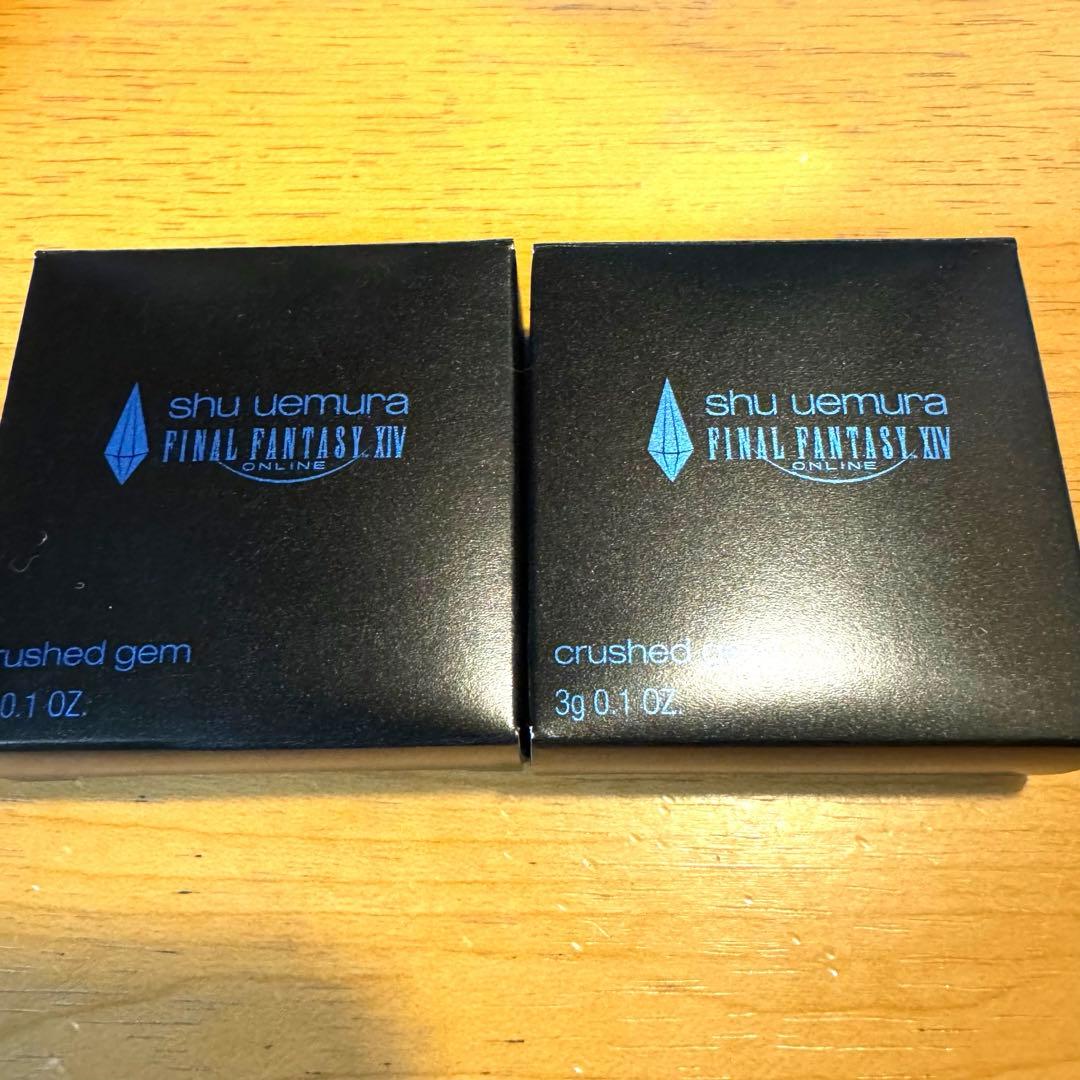 shu uemura
FINAL FANTASY XIV
ONLINE
rushed gem
0.1 OZ.
shu uemura
FINAL FANTASY XIV
ONLINE
crushed
3g 0.1 OZ.